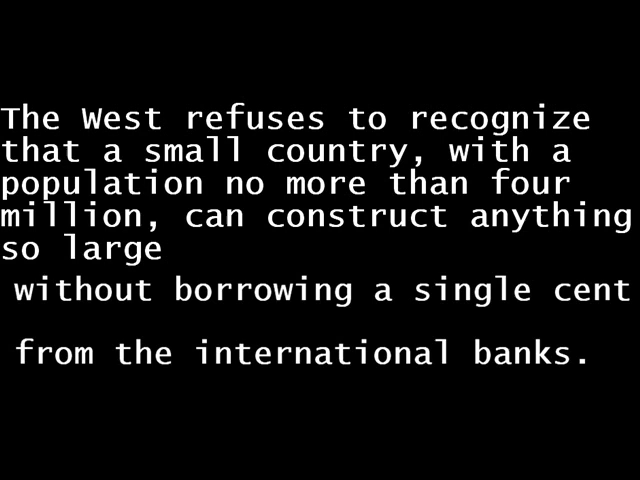 The West refuses to recognize
that a small country, with a
population no more than four
million, can construct anything
so large
without borrowing a single cent
from the international banks.